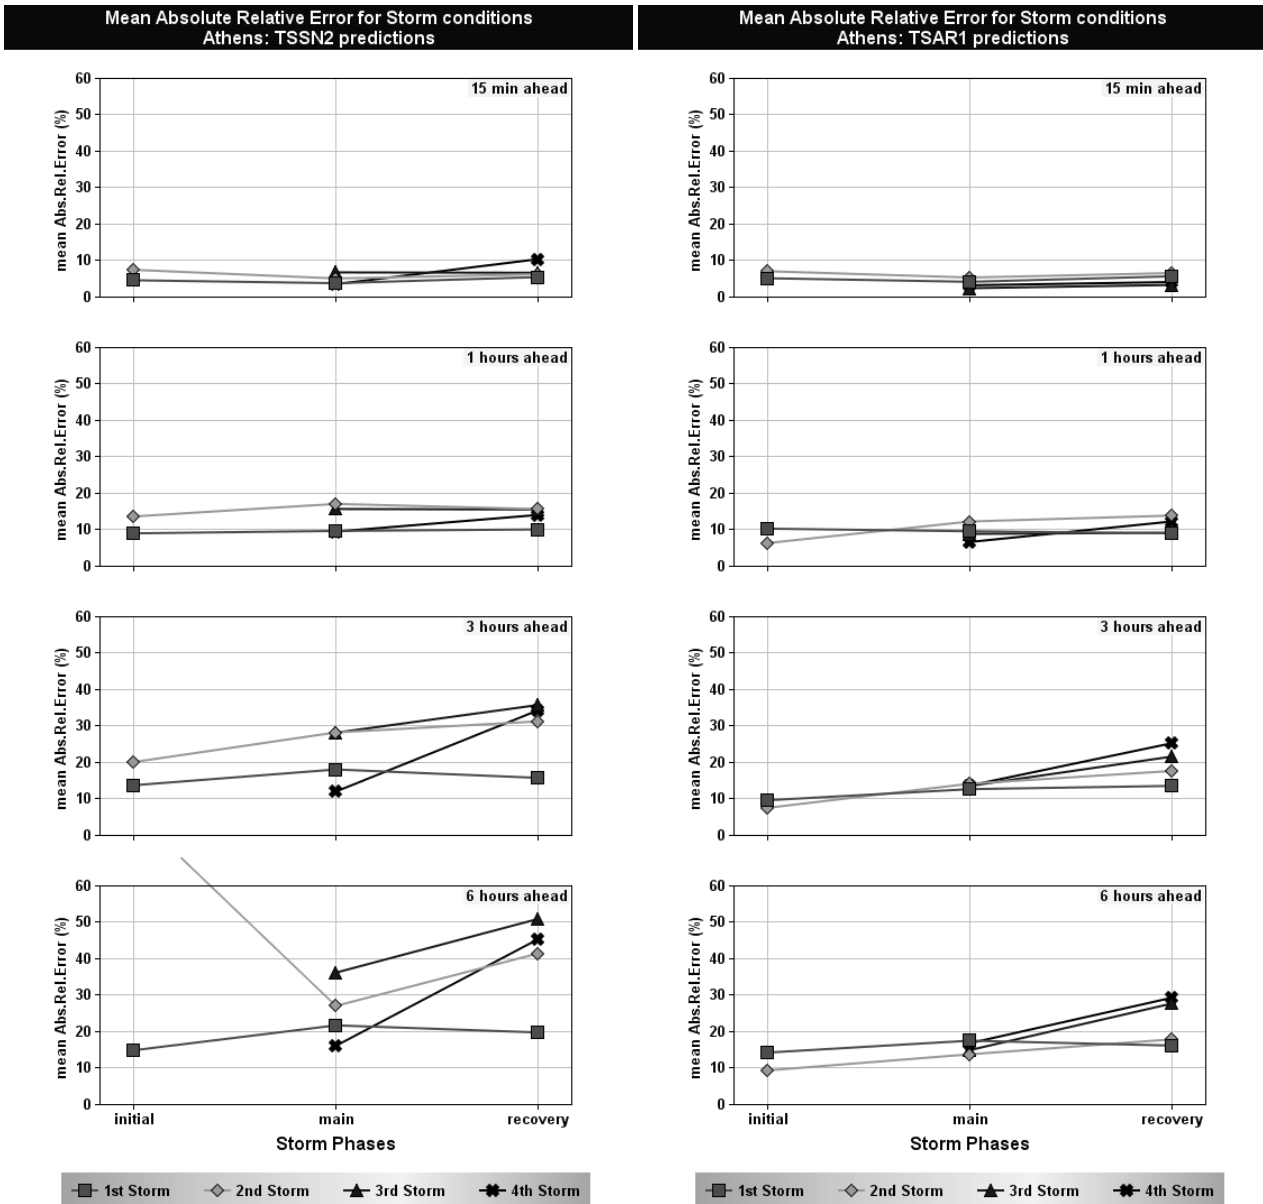 Mean Absolute Relative Error for Storm conditions
Athens: TSSN2 predictions
60
50
40
30
20
10
0
mean Abs.Rel.Error (%)
15 min ahead
60
50
40
30
20
10
0
mean Abs.Rel.Error (%)
1 hours ahead
60
50
40
30
20
10
0
mean Abs.Rel.Error (%)
3 hours ahead
60
50
40
30
20
10
0
mean Abs.Rel.Error (%)
6 hours ahead
initial main recovery
Storm Phases
1st Storm 2nd Storm 3rd Storm 4th Storm
Mean Absolute Relative Error for Storm conditions
Athens: TSAR1 predictions
60
50
40
30
20
10
0
mean Abs.Rel.Error (%)
15 min ahead
60
50
40
30
20
10
0
mean Abs.Rel.Error (%)
1 hours ahead
60
50
40
30
20
10
0
mean Abs.Rel.Error (%)
3 hours ahead
60
50
40
30
20
10
0
mean Abs.Rel.Error (%)
6 hours ahead
initial main recovery
Storm Phases
1st Storm 2nd Storm 3rd Storm 4th Storm